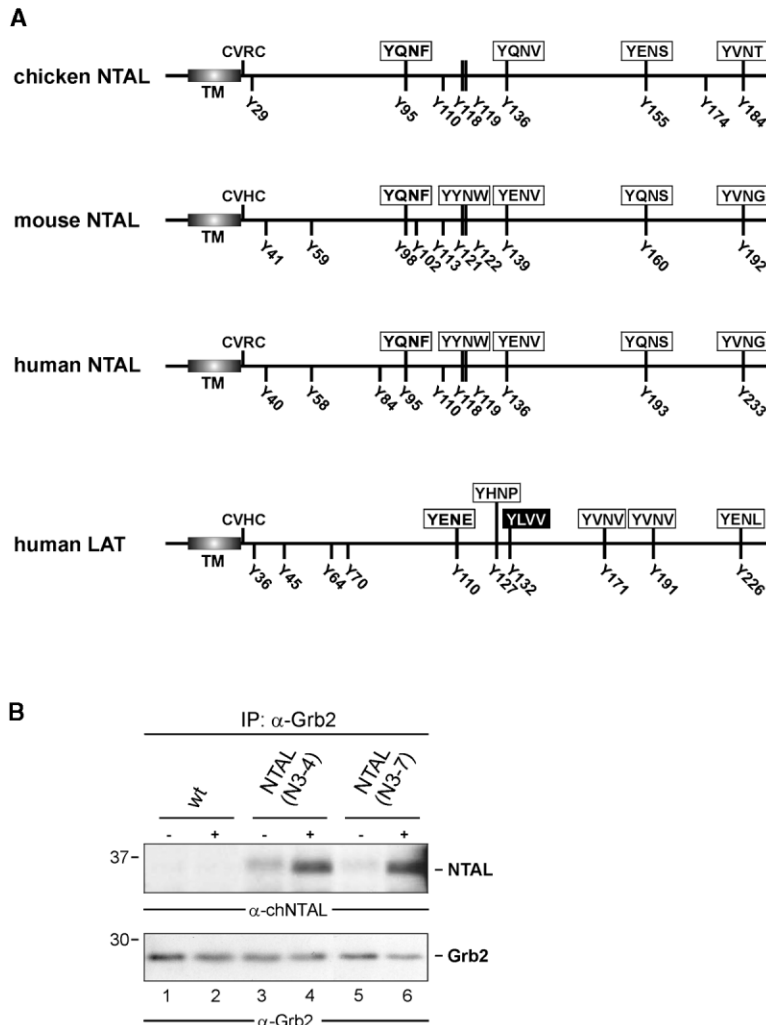 A
CVRC YQNF YQNV YENS YVNT
chicken NTAL
TM Y29 Y95 Y110 Y118 Y119 Y136 Y155 Y174 Y184
CVHC YQNF YYNW YENV YQNS YVNG
mouse NTAL
TM Y41 Y59 Y98 Y102 Y113 Y121 Y122 Y139 Y160 Y192
CVRC YQNF YYNW YENV YQNS YVNG
human NTAL
TM Y40 Y58 Y84 Y95 Y110 Y118 Y119 Y136 Y193 Y233
YHNP
CVHC YENE YLVV YVNV YVNV YENL
human LAT
TM Y36 Y45 Y64 Y70 Y110 Y127 Y132 Y171 Y191 Y226
B
IP: α-Grb2
wt NTAL (N3-4) NTAL (N3-7)
- + - + - +
37- - NTAL
α-chNTAL
30- - Grb2
1 2 3 4 5 6
α-Grb2